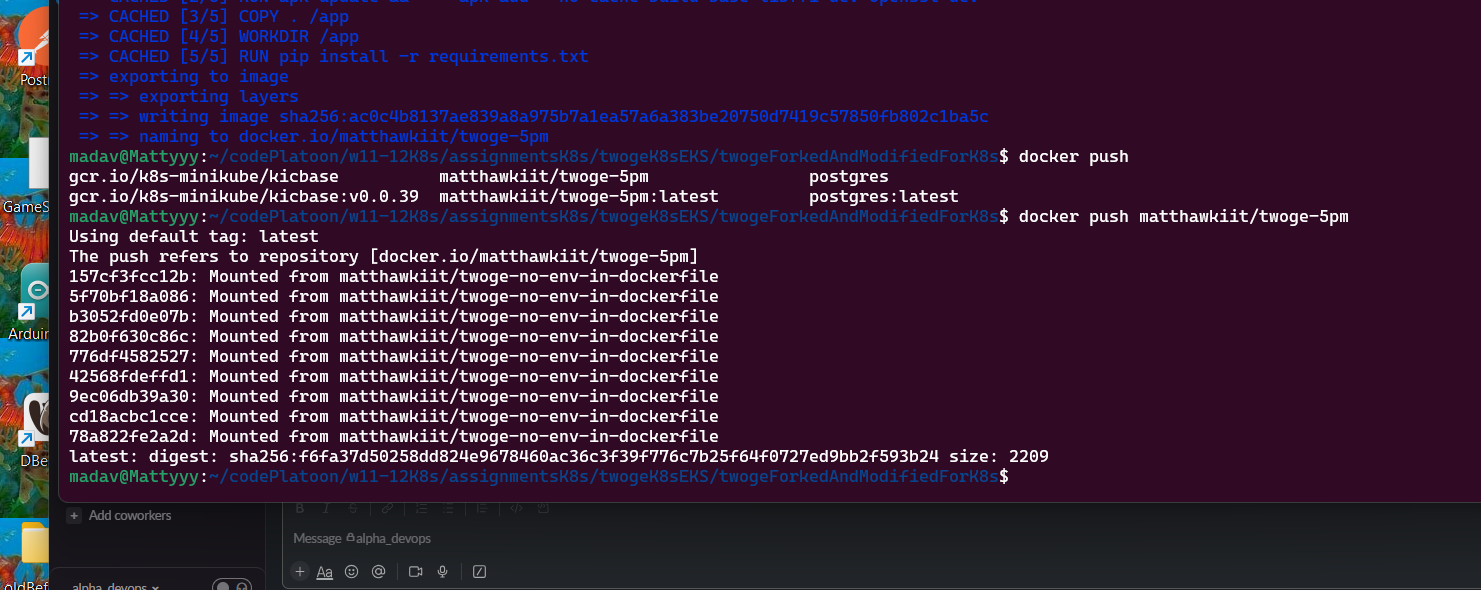 => CACHED [3/5] COPY . /app
=> CACHED [4/5] WORKDIR /app
=> CACHED [5/5] RUN pip install -r requirements.txt
=> exporting to image
=> => exporting layers
=> => writing image sha256:ac0c4b8137ae839a8a975b7a1ea57a6a383be20750d7419c57850fb802c1ba5c
=> => naming to docker.io/matthawkiit/twoge-5pm
madav@Mattyyy:~/codePlatoon/w11-12K8s/assignmentsK8s/twogeK8sEKS/twogeForkedAndModifiedForK8s$ docker push
gcr.io/k8s-minikube/kicbase matthawkiit/twoge-5pm postgres
gcr.io/k8s-minikube/kicbase:v0.0.39 matthawkiit/twoge-5pm:latest postgres:latest
madav@Mattyyy:~/codePlatoon/w11-12K8s/assignmentsK8s/twogeK8sEKS/twogeForkedAndModifiedForK8s$ docker push matthawkiit/twoge-5pm
Using default tag: latest
The push refers to repository [docker.io/matthawkiit/twoge-5pm]
157cf3fcc12b: Mounted from matthawkiit/twoge-no-env-in-dockerfile
5f70bf18a086: Mounted from matthawkiit/twoge-no-env-in-dockerfile
b3052fd0e07b: Mounted from matthawkiit/twoge-no-env-in-dockerfile
82b0f630c86c: Mounted from matthawkiit/twoge-no-env-in-dockerfile
776df4582527: Mounted from matthawkiit/twoge-no-env-in-dockerfile
42568fdeffd1: Mounted from matthawkiit/twoge-no-env-in-dockerfile
9ec06db39a30: Mounted from matthawkiit/twoge-no-env-in-dockerfile
cd18acbc1cce: Mounted from matthawkiit/twoge-no-env-in-dockerfile
78a822fe2a2d: Mounted from matthawkiit/twoge-no-env-in-dockerfile
latest: digest: sha256:f6fa37d50258dd824e9678460ac36c3f39f776c7b25f64f0727ed9bb2f593b24 size: 2209
madav@Mattyyy:~/codePlatoon/w11-12K8s/assignmentsK8s/twogeK8sEKS/twogeForkedAndModifiedForK8s$
Post
GameS
Arduin
DBe
oldBef
+ Add coworkers
alpha_devops
B I S
Message alpha_devops
+ Aa